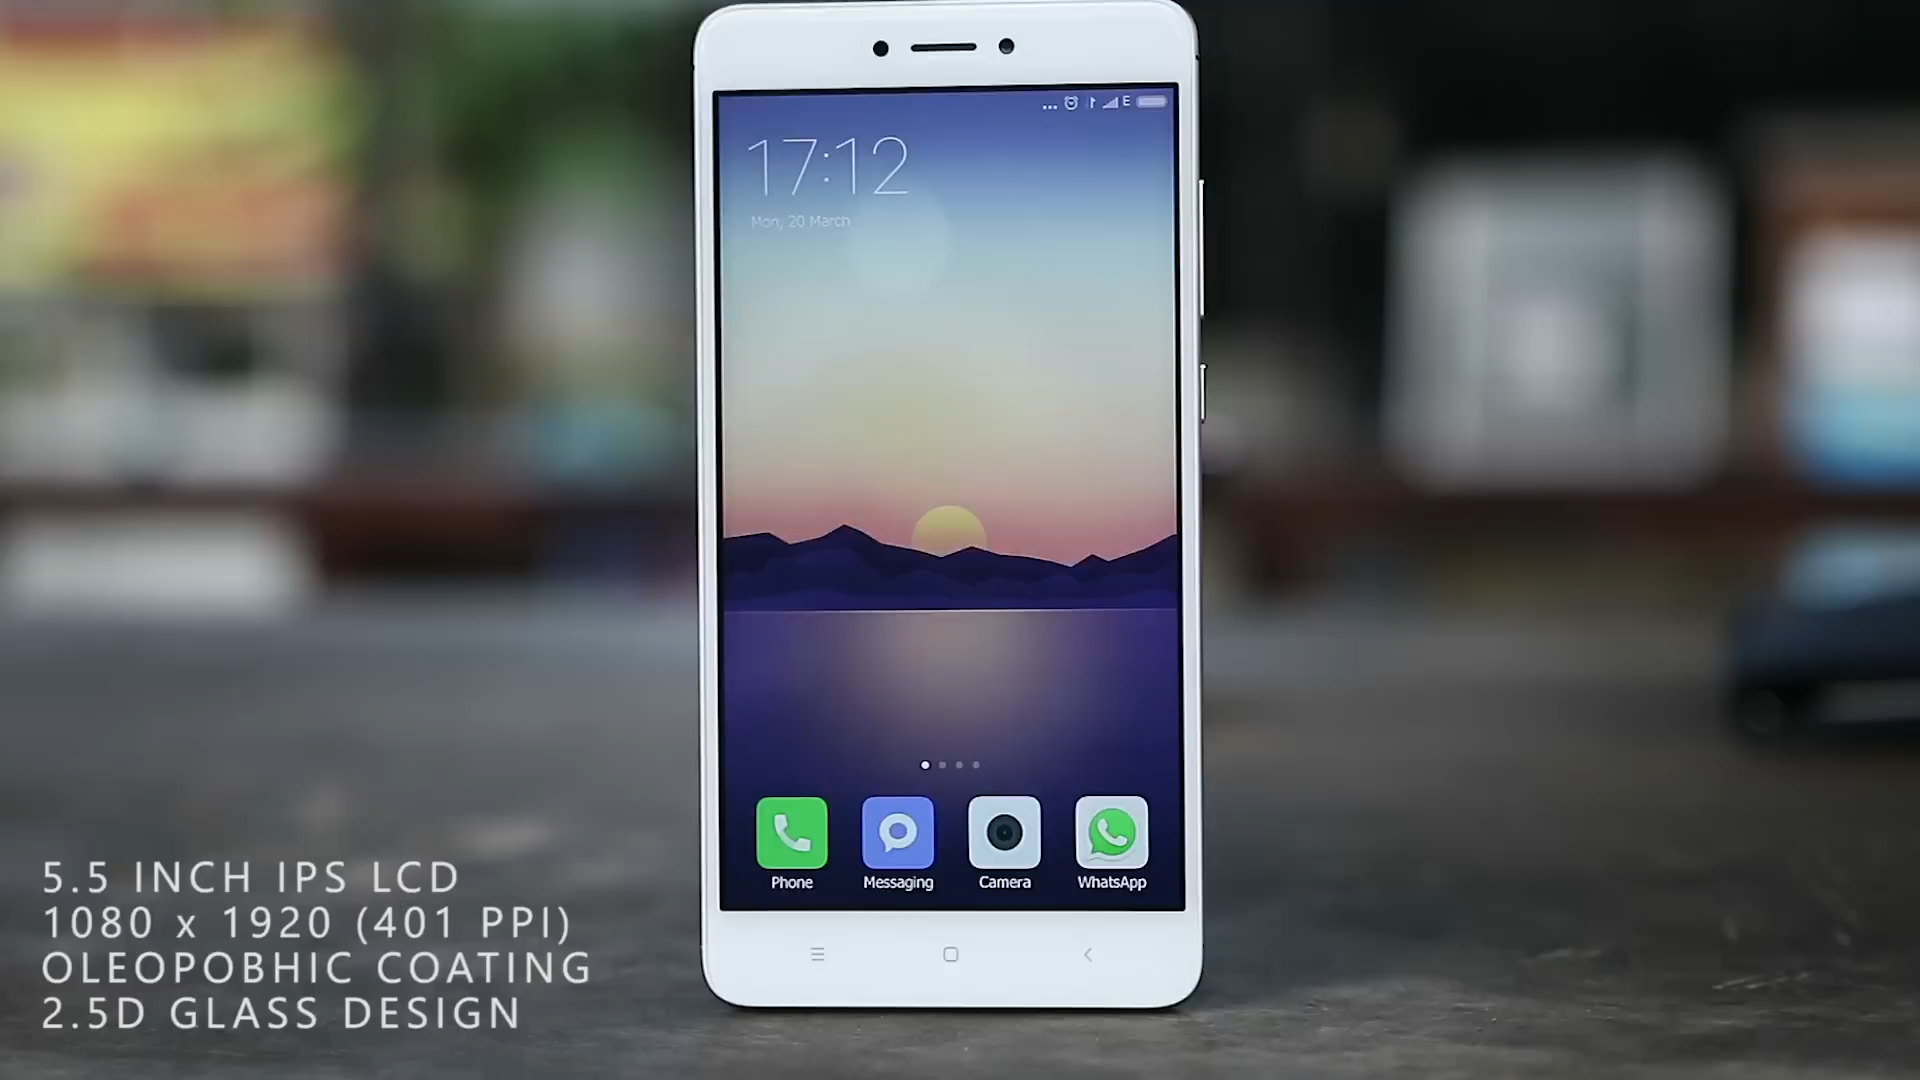 E
17:12
Mon, 20 March
Phone Messaging Camera WhatsApp
5.5 INCH IPS LCD
1080 x 1920 (401 PPI)
OLEOPOBHIC COATING
2.5D GLASS DESIGN